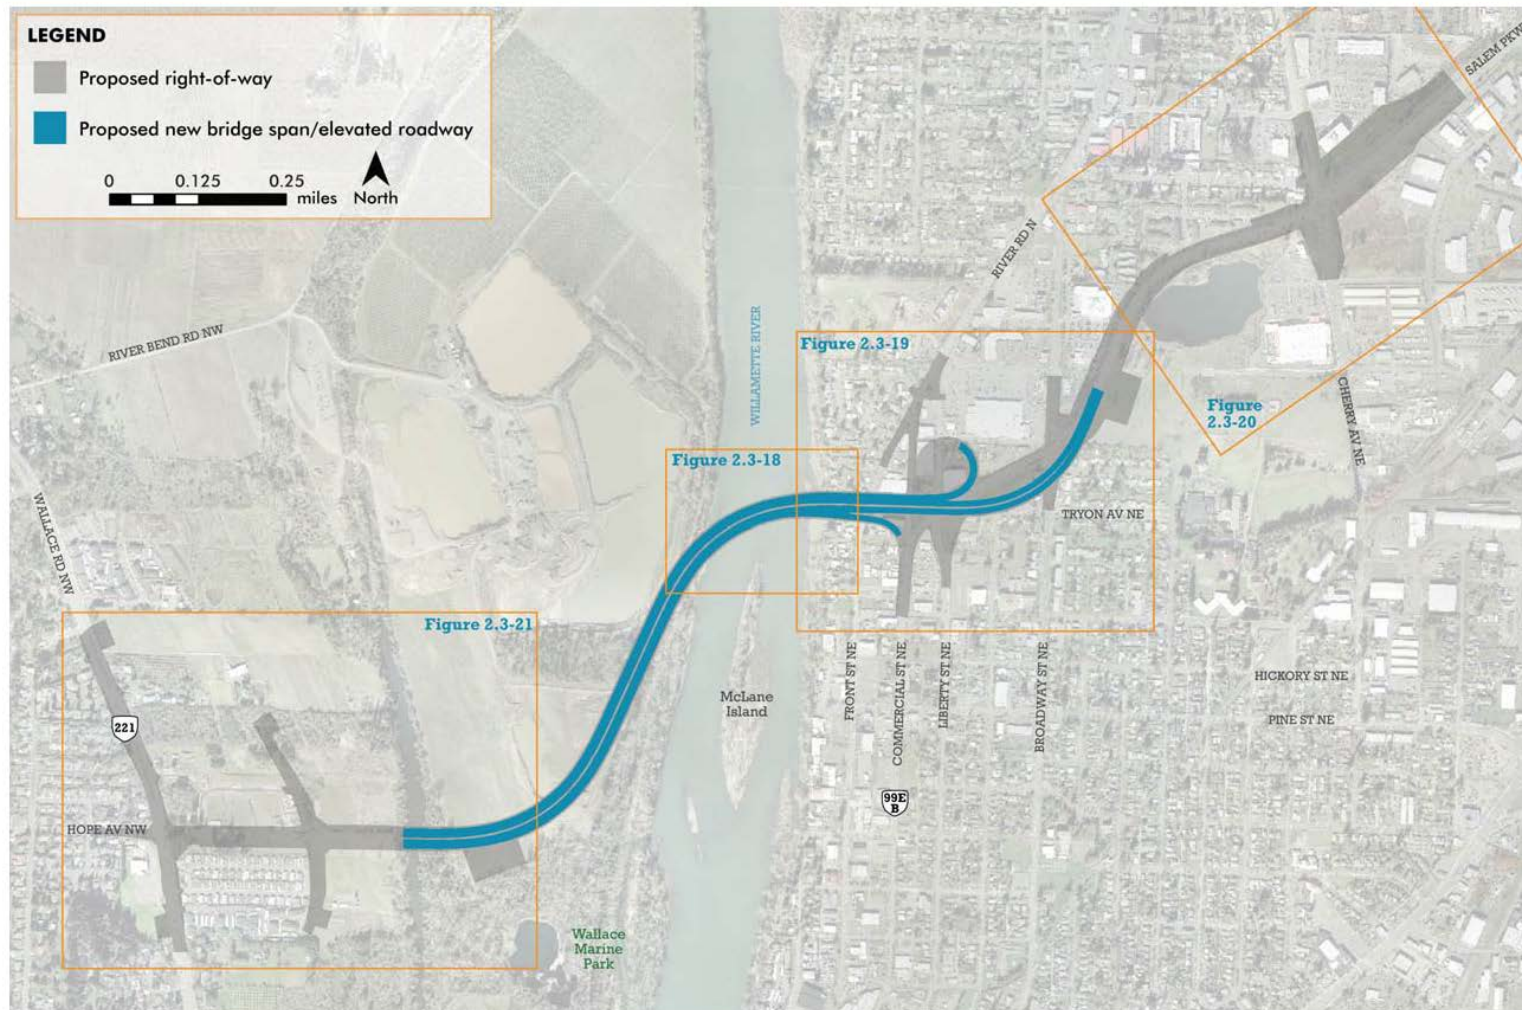 LEGEND
Proposed right-of-way
Proposed new bridge span/elevated roadway
0 0.125 0.25
miles North
SALEM PKWY
RIVER RD N
RIVER BEND RD NW
WILLAMETTE RIVER
Figure 2.3-19
CHERRY AV NE
Figure
2.3-20
Figure 2.3-18
WALLACE RD NW
TRYON AV NE
Figure 2.3-21
FRONT ST NE
COMMERCIAL ST NE
LIBERTY ST NE
BROADWAY ST NE
HICKORY ST NE
McLane
Island
PINE ST NE
221
99E
B
HOPE AV NW
Wallace
Marine
Park